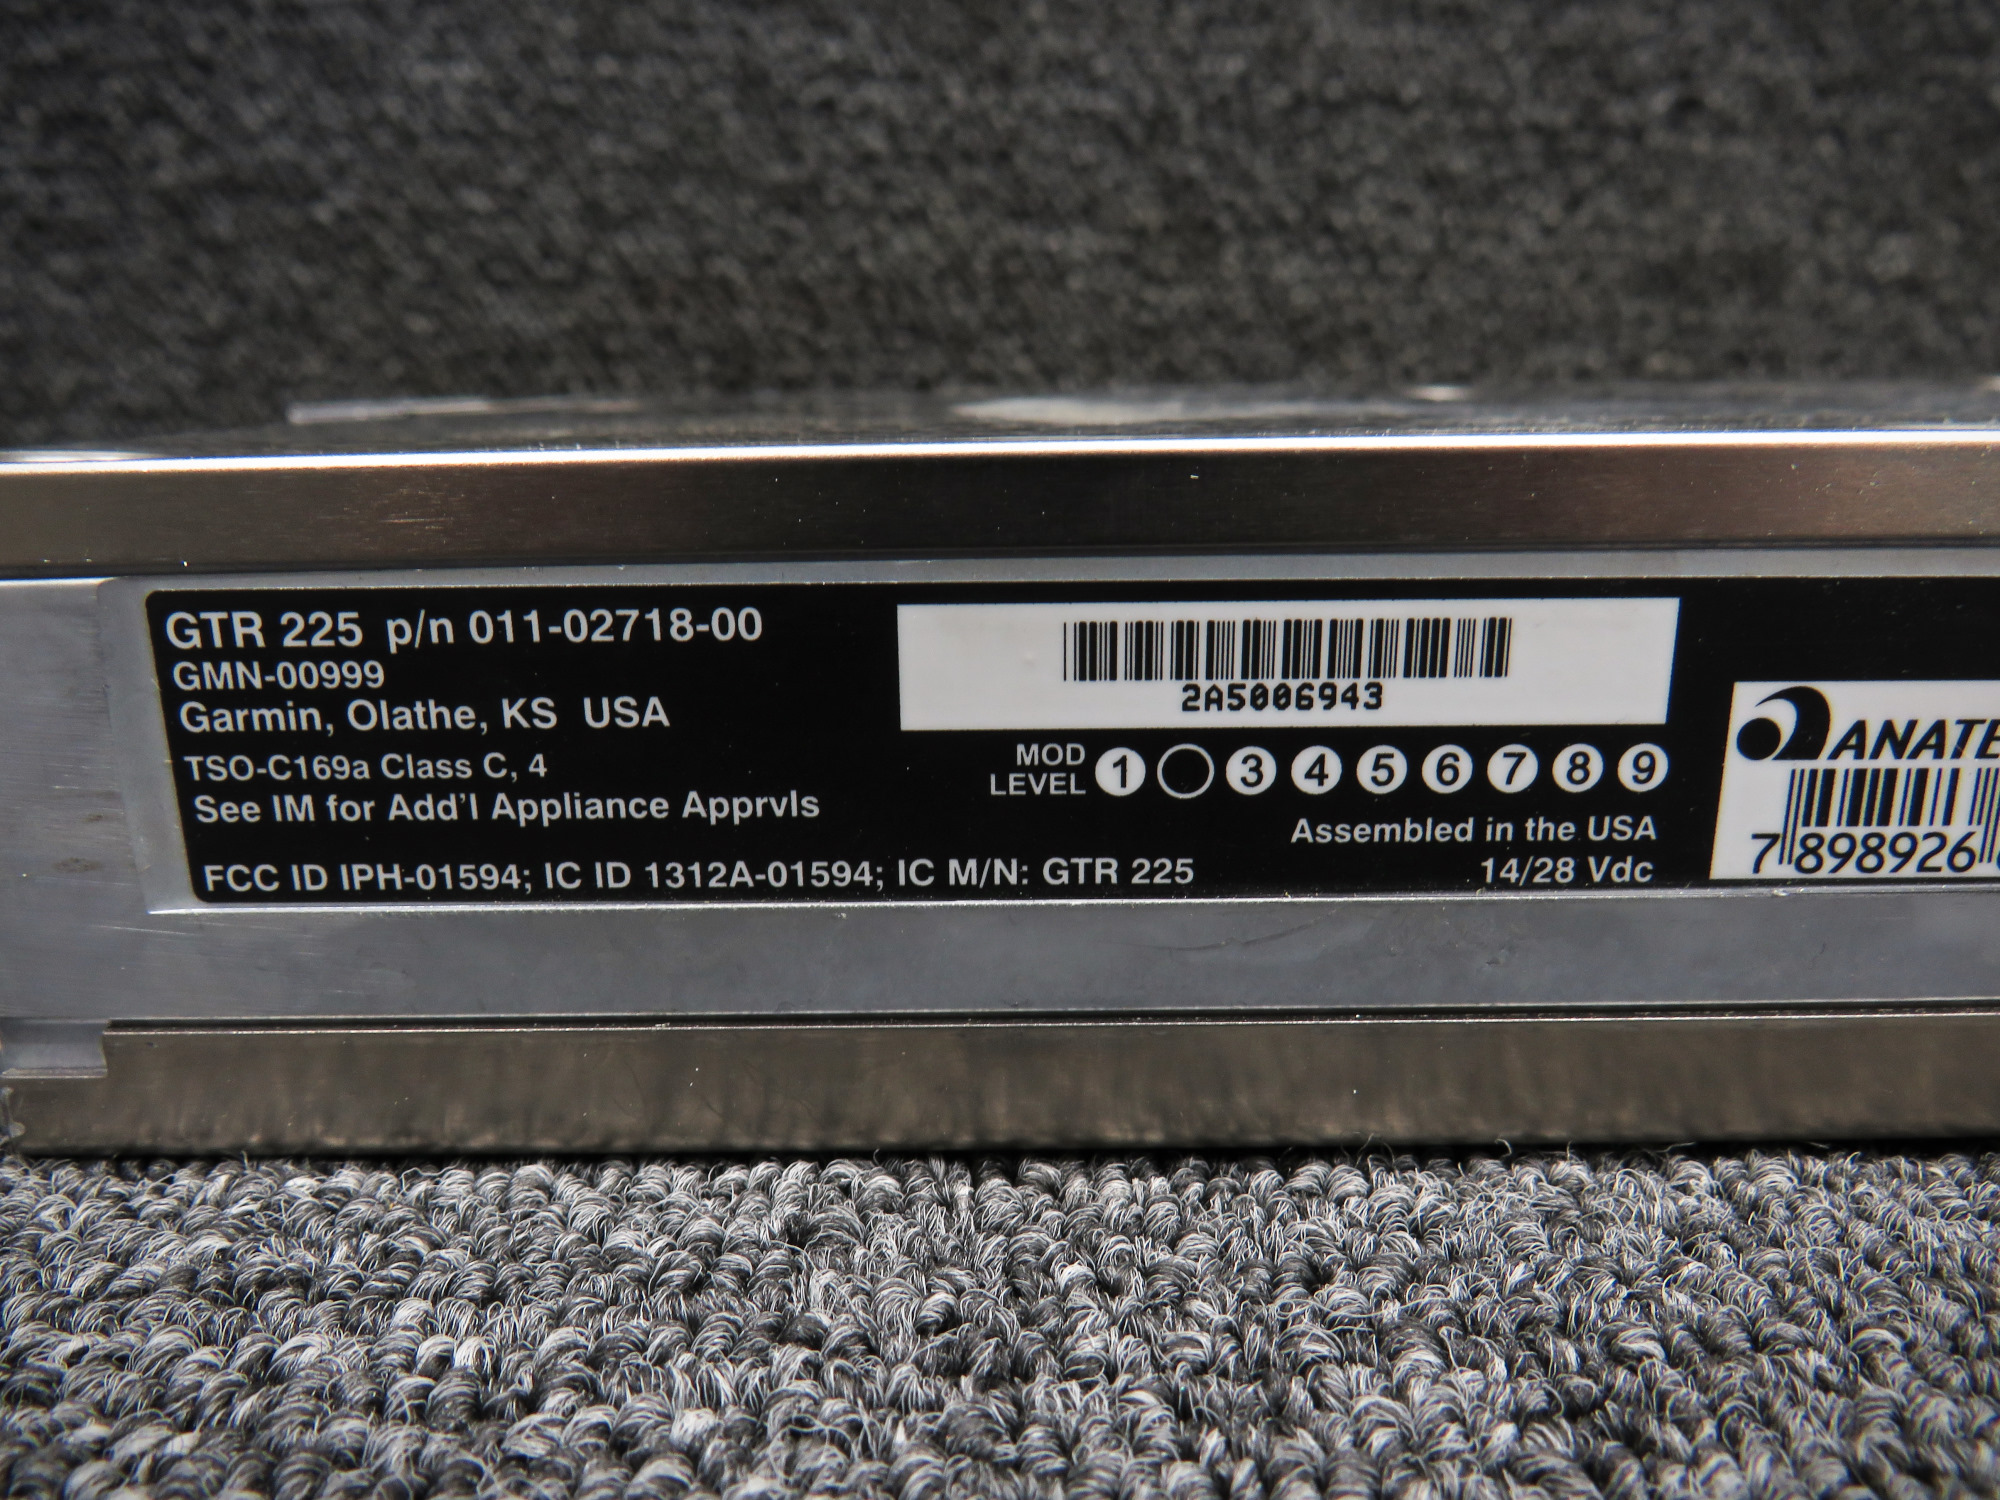 GTR 225 p/n 011-02718-00
GMN-00999
Garmin, Olathe, KS USA
TSO-C169a Class C, 4
See IM for Add'l Appliance Apprvls
FCC ID IPH-01594; IC ID 1312A-01594; IC M/N: GTR 225
2A5006943
MOD LEVEL 1 3 4 5 6 7 8 9
Assembled in the USA
14/28 Vdc
7 898926